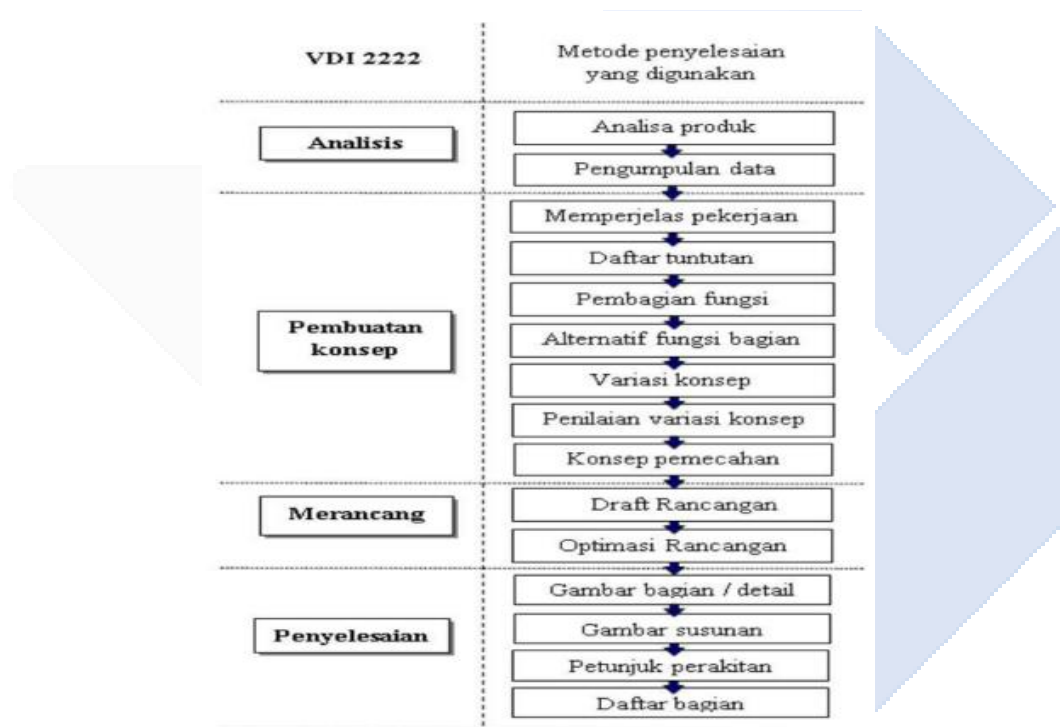 VDI 2222
Metode penyelesaian
yang digunakan
Analisis
Analisa produk
Pengumpulan data
Pembuatan
konsep
Memperjelas pekerjaan
Daftar tuntutan
Pembagian fungsi
Alternatif fungsi bagian
Variasi konsep
Penilaian variasi konsep
Konsep pemecahan
Merancang
Draft Rancangan
Optimasi Rancangan
Penyelesaian
Gambar bagian / detail
Gambar susunan
Petunjuk perakitan
Daftar bagian